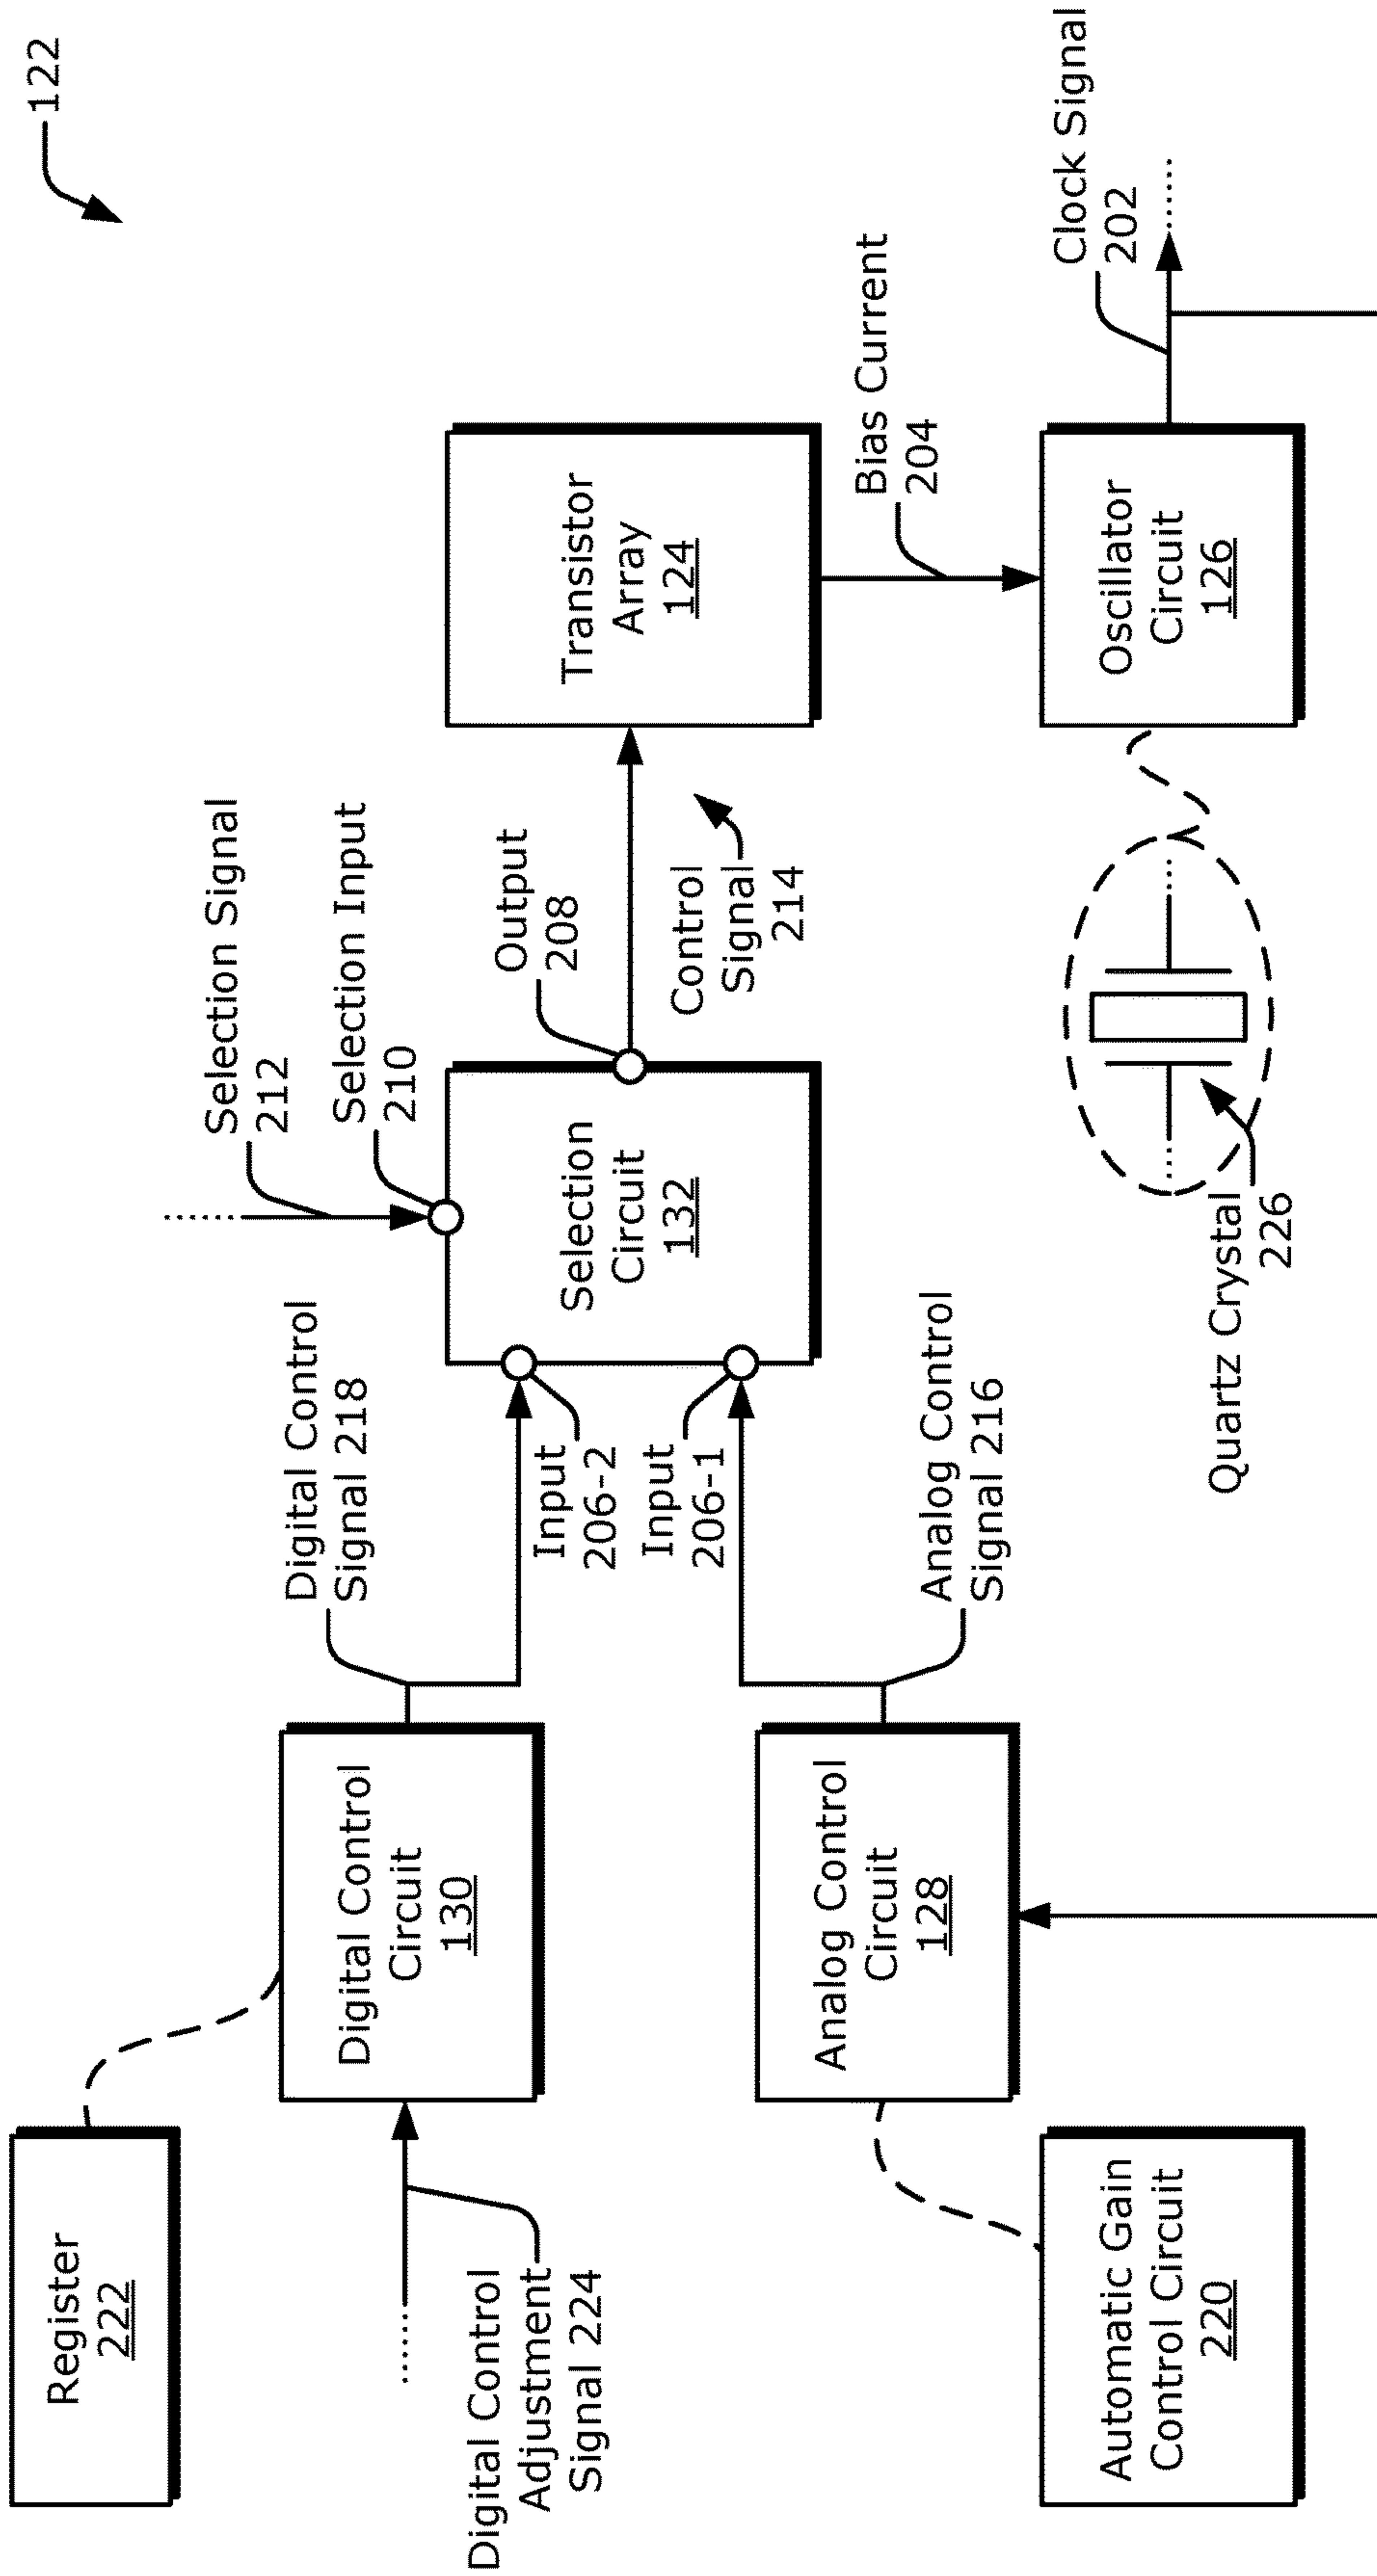 122
Register
222
Digital Control
Adjustment
Signal 224
Digital Control
Circuit
130
Digital Control
Signal 218
Selection Signal
212
Selection Input
210
Input
206-2
Input
206-1
Selection
Circuit
132
Output
208
Control
Signal
214
Transistor
Array
124
Bias Current
204
Automatic Gain
Control Circuit
220
Analog Control
Circuit
128
Analog Control
Signal 216
Quartz Crystal
226
Oscillator
Circuit
126
Clock Signal
202